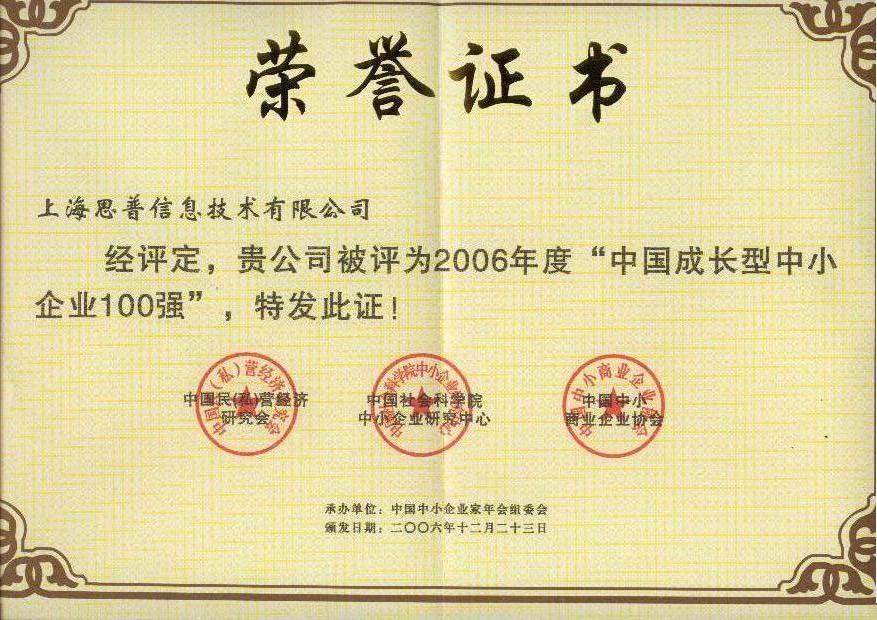 荣誉证书
上海思普信息技术有限公司
经评定，贵公司被评为2006年度“中国成长型中小
企业100强”，特发此证！
中国民(私)营经济
研究会
中国社会科学院
中小企业研究中心
中国中小
商业企业协会
承办单位：中国中小企业家年会组委会
颁发日期：二〇〇六年十二月二十三日